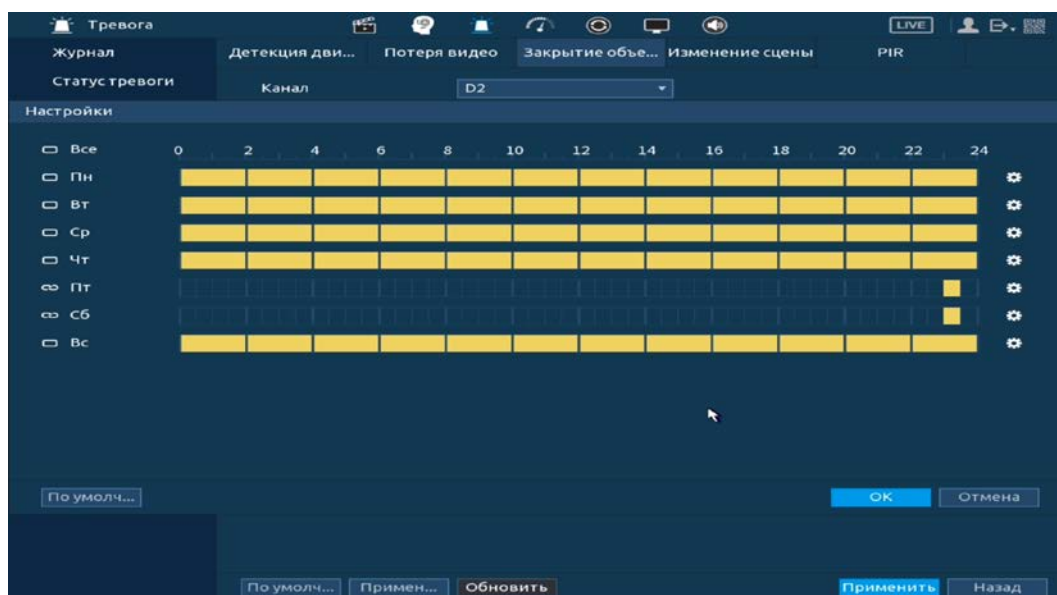 Тревога LIVE
Журнал Детекция дви... Потеря видео Закрытие объе... Изменение сцены PIR
Статус тревоги Канал D2
Настройки
Все 0 2 4 6 8 10 12 14 16 18 20 22 24
Пн
Вт
Ср
Чт
Пт
Сб
Вс
По умолч... OK Отмена
По умолч... Примен... Обновить Применить Назад